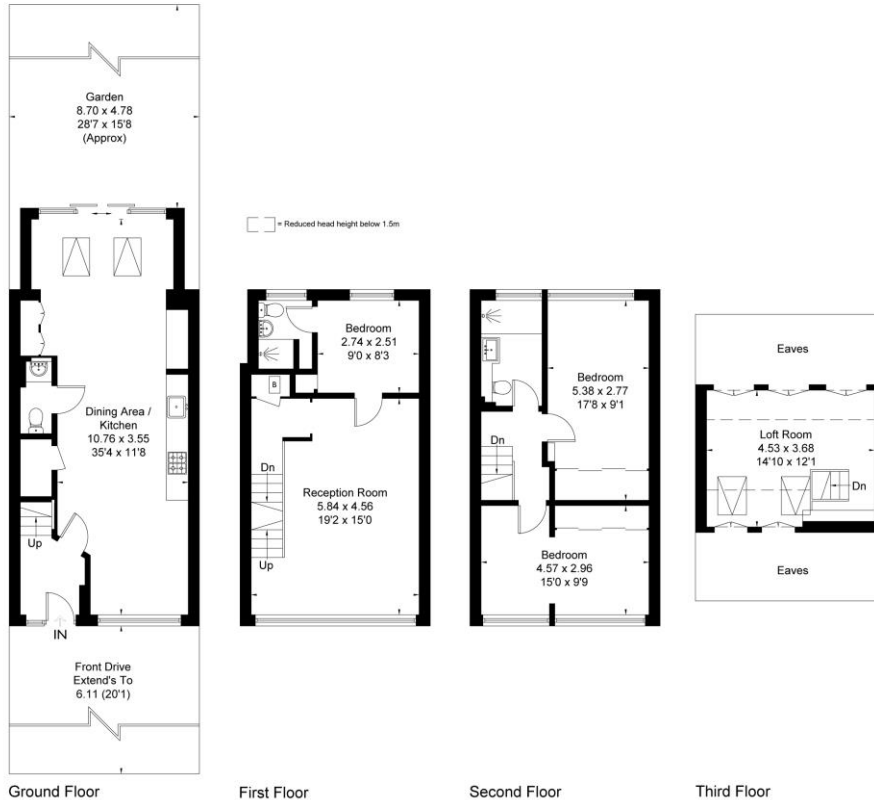 Garden
8.70 x 4.78
28'7 x 15'8
(Approx)
= Reduced head height below 1.5m
Dining Area /
Kitchen
10.76 x 3.55
35'4 x 11'8
Up
IN
Front Drive
Extend's To
6.11 (20'1)
Ground Floor
Bedroom
2.74 x 2.51
9'0 x 8'3
B
Dn
Reception Room
5.84 x 4.56
19'2 x 15'0
Up
First Floor
Bedroom
5.38 x 2.77
17'8 x 9'1
Dn
Bedroom
4.57 x 2.96
15'0 x 9'9
Second Floor
Eaves
Loft Room
4.53 x 3.68
14'10 x 12'1
Dn
Eaves
Third Floor